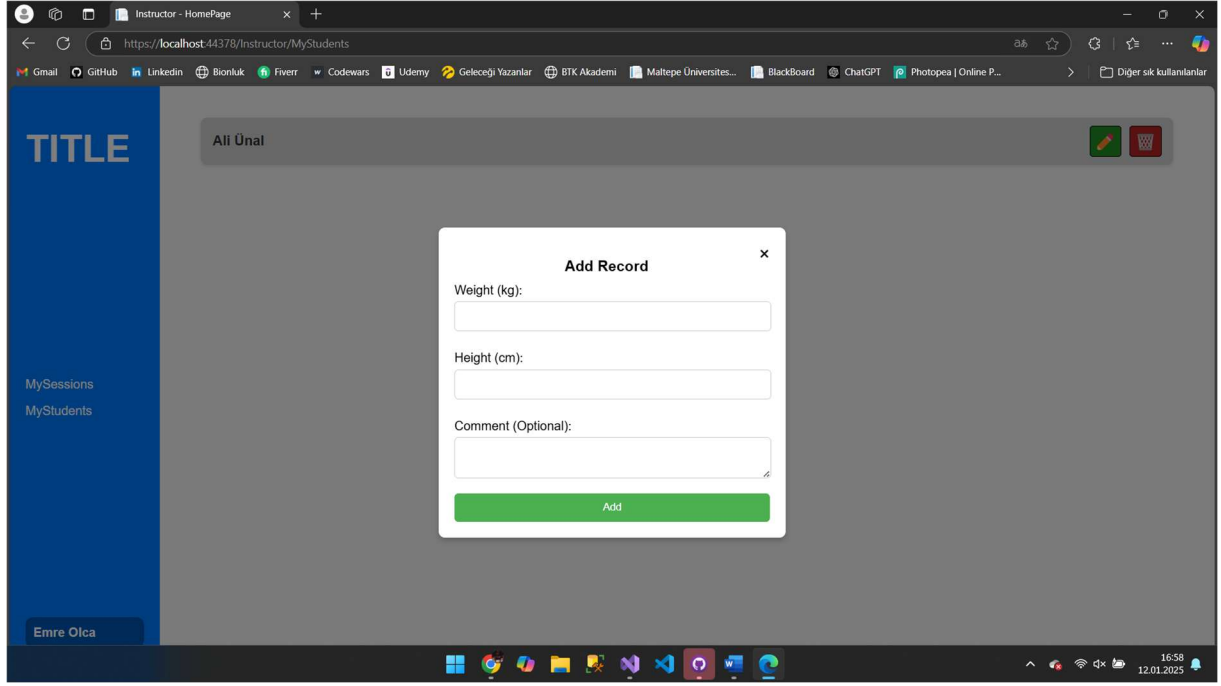 Instructor - HomePage
https://localhost:44378/Instructor/MyStudents
Gmail GitHub Linkedin Bionluk Fiverr Codewars Udemy Geleceği Yazanlar BTK Akademi Maltepe Üniversites... BlackBoard ChatGPT Photopea | Online P... Diğer sık kullanılanlar
TITLE
Ali Ünal
Add Record
Weight (kg):
Height (cm):
Comment (Optional):
Add
MySessions
MyStudents
Emre Olca
16:58
12.01.2025